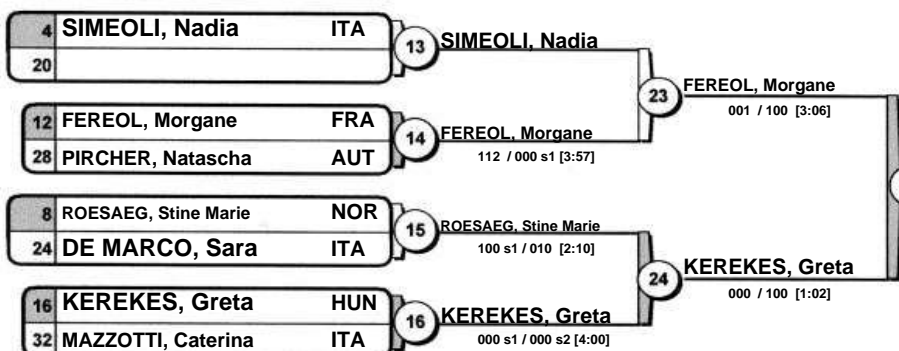 4 SIMEOLI, Nadia ITA
20
13 SIMEOLI, Nadia
12 FEREOL, Morgane FRA
28 PIRCHER, Natascha AUT
14 FEREOL, Morgane
112 / 000 s1 [3:57]
23 FEREOL, Morgane
001 / 100 [3:06]
8 ROESAEG, Stine Marie NOR
24 DE MARCO, Sara ITA
15 ROESAEG, Stine Marie
100 s1 / 010 [2:10]
16 KEREKES, Greta HUN
32 MAZZOTTI, Caterina ITA
16 KEREKES, Greta
000 s1 / 000 s2 [4:00]
24 KEREKES, Greta
000 / 100 [1:02]